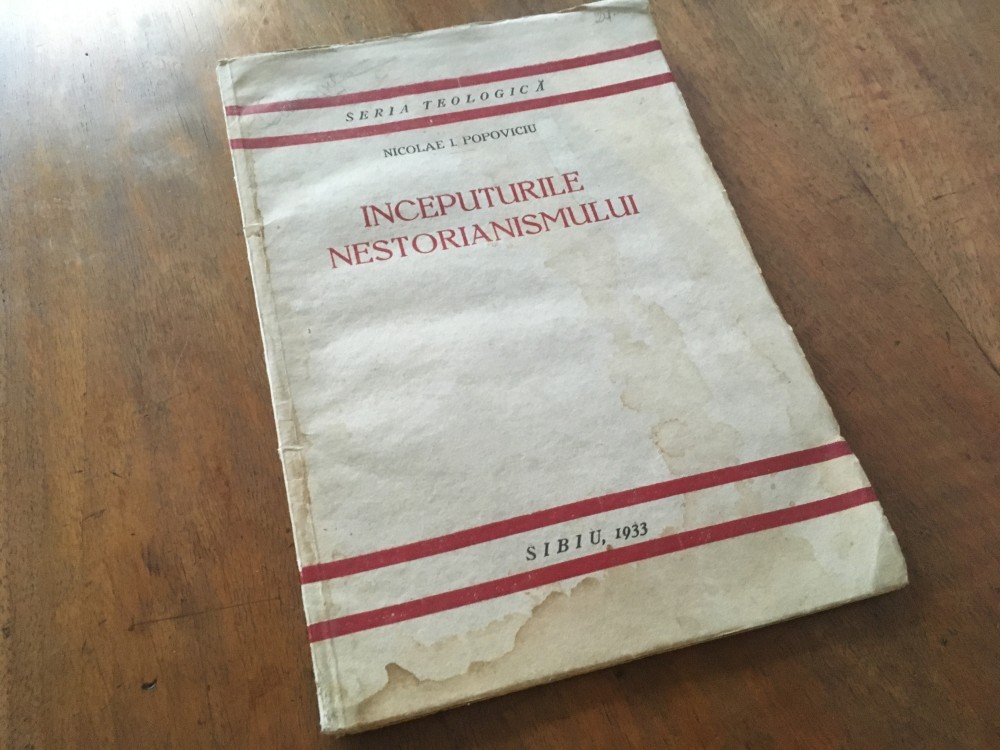 SERIA TEOLOGICĂ
NICOLAE I. POPOVICIU
INCEPUTURILE
NESTORIANISMULUI
SIBIU, 1933